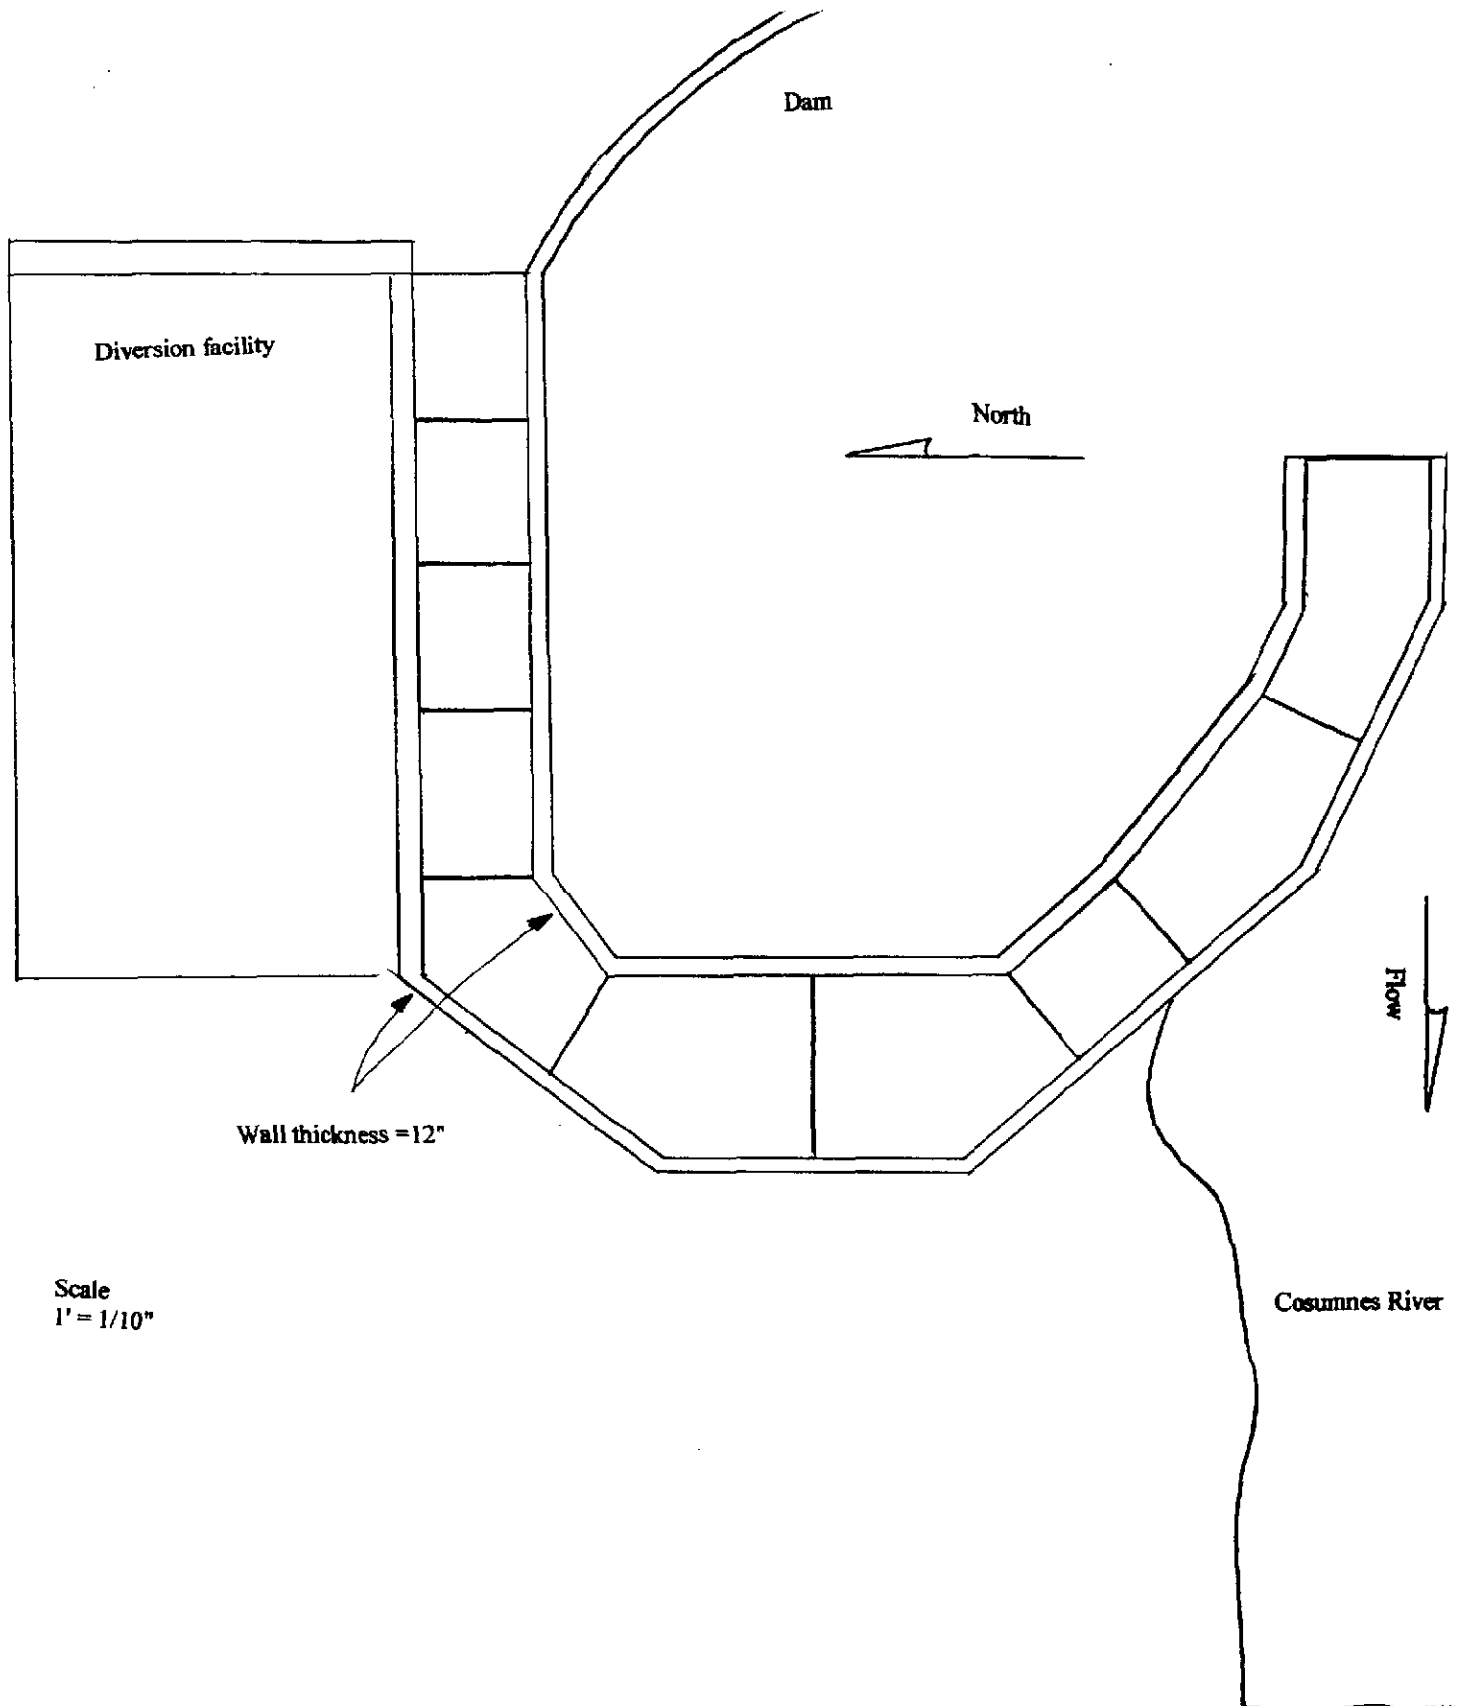 Dam
Diversion facility
North
Flow
Wall thickness =12"
Scale
1' = 1/10"
Cosumnes River